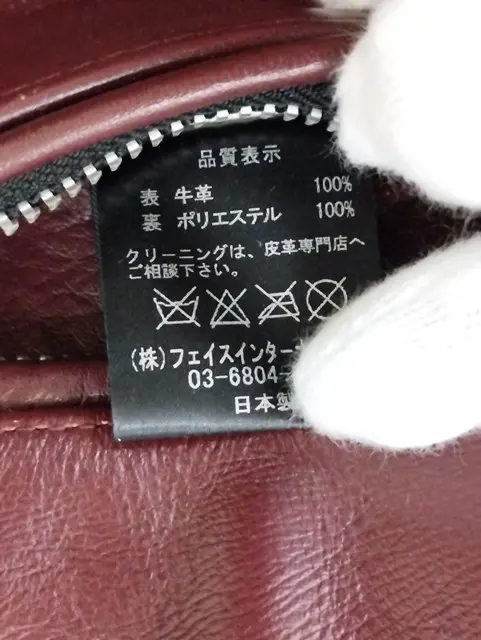 品質表示
表 牛革 100%
裏 ポリエステル 100%
クリーニングは、皮革専門店へ
ご相談下さい。
(株)フェイスインター
03-6804-
日本製